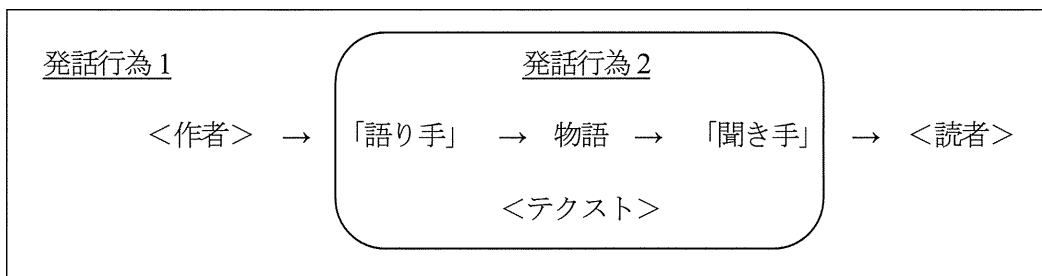 発話行為1 発話行為2
<作者> → 「語り手」 → 物語 → 「聞き手」 → <読者>
<テクスト>